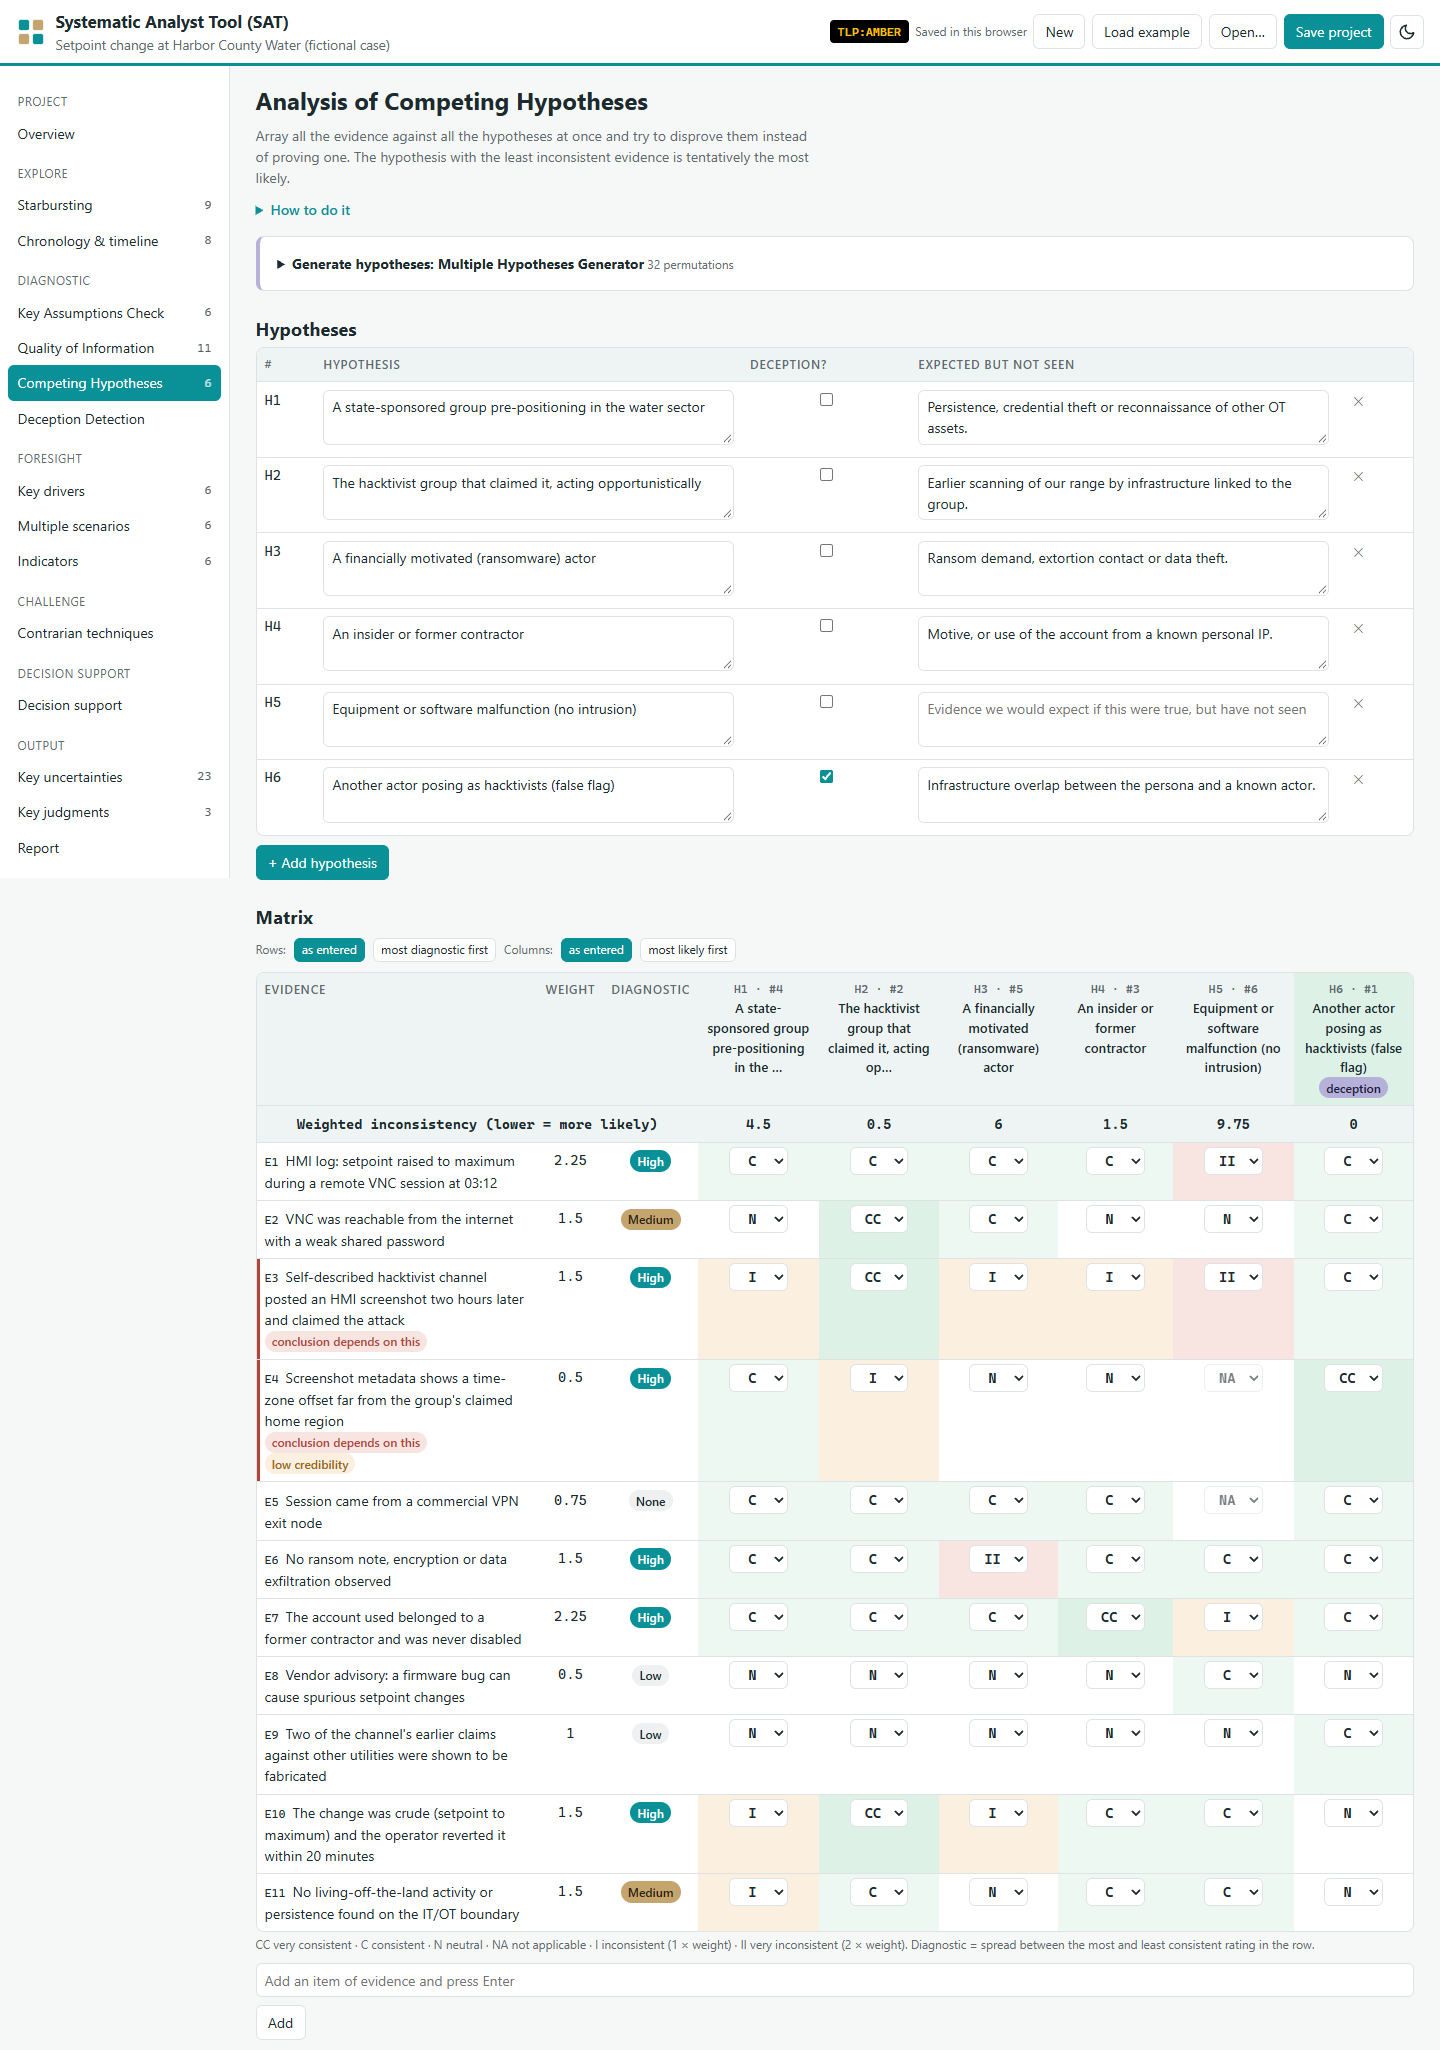 Systematic Analyst Tool (SAT)
Setpoint change at Harbor County Water (fictional case)
TLP:AMBER
Saved in this browser
New
Load example
Open...
Save project
PROJECT
Overview
EXPLORE
Starbursting 9
Chronology & timeline 8
DIAGNOSTIC
Key Assumptions Check 6
Quality of Information 11
Competing Hypotheses 6
Deception Detection
FORESIGHT
Key drivers 6
Multiple scenarios 6
Indicators 6
CHALLENGE
Contrarian techniques
DECISION SUPPORT
Decision support
OUTPUT
Key uncertainties 23
Key judgments 3
Report
Analysis of Competing Hypotheses
Array all the evidence against all the hypotheses at once and try to disprove them instead
of proving one. The hypothesis with the least inconsistent evidence is tentatively the most
likely.
▶ How to do it
▶ Generate hypotheses: Multiple Hypotheses Generator 32 permutations
Hypotheses
# HYPOTHESIS DECEPTION? EXPECTED BUT NOT SEEN
H1 A state-sponsored group pre-positioning in the water sector Persistence, credential theft or reconnaissance of other OT ×
assets.
H2 The hacktivist group that claimed it, acting opportunistically Earlier scanning of our range by infrastructure linked to the ×
group.
H3 A financially motivated (ransomware) actor Ransom demand, extortion contact or data theft. ×
H4 An insider or former contractor Motive, or use of the account from a known personal IP. ×
H5 Equipment or software malfunction (no intrusion) Evidence we would expect if this were true, but have not seen ×
H6 Another actor posing as hacktivists (false flag) Infrastructure overlap between the persona and a known actor. ×
+ Add hypothesis
Matrix
Rows: as entered most diagnostic first Columns: as entered most likely first
EVIDENCE WEIGHT DIAGNOSTIC H1 · #4 H2 · #2 H3 · #5 H4 · #3 H5 · #6 H6 · #1
A state- The hacktivist A financially An insider or Equipment or Another actor
sponsored group group that motivated former software posing as
pre-positioning claimed it, acting (ransomware) contractor malfunction (no hacktivists (false
in the ... op... actor intrusion) flag)
deception
Weighted inconsistency (lower = more likely) 4.5 0.5 6 1.5 9.75 0
E1 HMI log: setpoint raised to maximum 2.25 High C C C C II C
during a remote VNC session at 03:12
E2 VNC was reachable from the internet 1.5 Medium N CC C N N C
with a weak shared password
E3 Self-described hacktivist channel 1.5 High I CC I I II C
posted an HMI screenshot two hours later
and claimed the attack
conclusion depends on this
E4 Screenshot metadata shows a time- 0.5 High C I N N NA CC
zone offset far from the group's claimed
home region
conclusion depends on this
low credibility
E5 Session came from a commercial VPN 0.75 None C C C C NA C
exit node
E6 No ransom note, encryption or data 1.5 High C C II C C C
exfiltration observed
E7 The account used belonged to a 2.25 High C C C CC I C
former contractor and was never disabled
E8 Vendor advisory: a firmware bug can 0.5 Low N N N N C N
cause spurious setpoint changes
E9 Two of the channel's earlier claims 1 Low N N N N N C
against other utilities were shown to be
fabricated
E10 The change was crude (setpoint to 1.5 High I CC I C C N
maximum) and the operator reverted it
within 20 minutes
E11 No living-off-the-land activity or 1.5 Medium I C N C C N
persistence found on the IT/OT boundary
CC very consistent · C consistent · N neutral · NA not applicable · I inconsistent (1 × weight) · II very inconsistent (2 × weight). Diagnostic = spread between the most and least consistent rating in the row.
Add an item of evidence and press Enter
Add